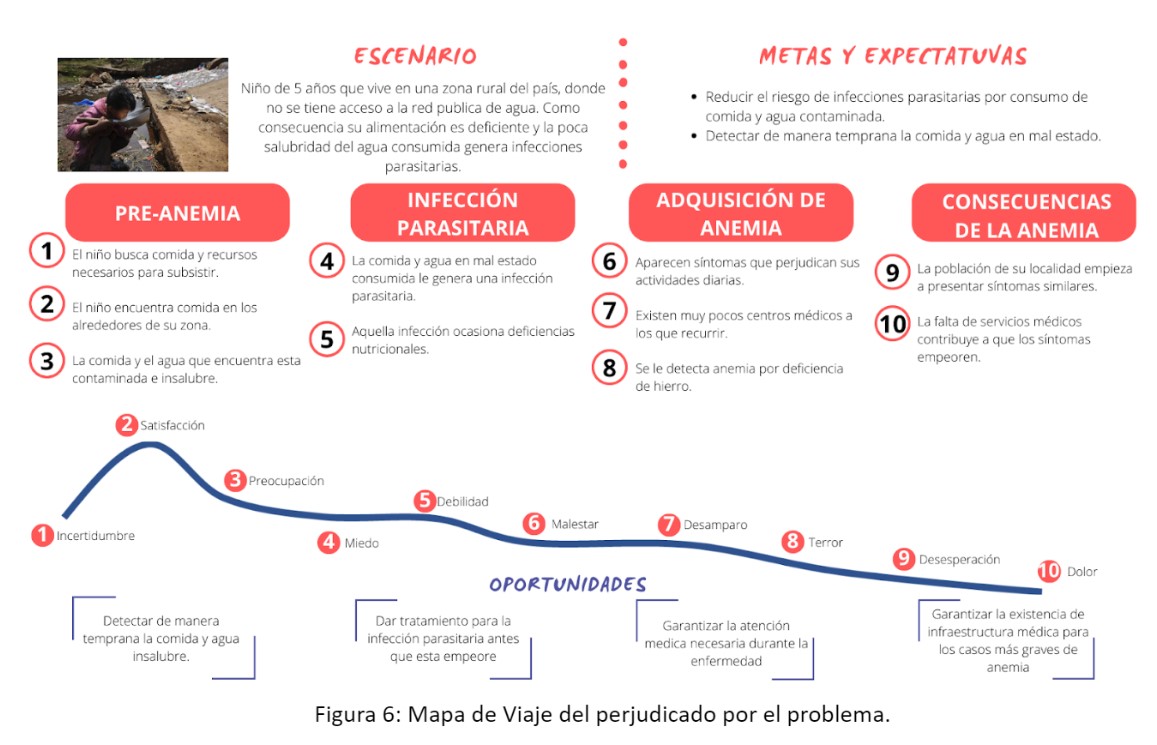 ESCENARIO
Niño de 5 años que vive en una zona rural del país, donde
no se tiene acceso a la red publica de agua. Como
consecuencia su alimentación es deficiente y la poca
salubridad del agua consumida genera infecciones
parasitarias.
METAS Y EXPECTATUVAS
• Reducir el riesgo de infecciones parasitarias por consumo de
comida y agua contaminada.
• Detectar de manera temprana la comida y agua en mal estado.
PRE-ANEMIA
1
El niño busca comida y recursos
necesarios para subsistir.
2
El niño encuentra comida en los
alrededores de su zona.
3
La comida y el agua que encuentra esta
contaminada e insalubre.
INFECCIÓN
PARASITARIA
4
La comida y agua en mal estado
consumida le genera una infección
parasitaria.
5
Aquella infección ocasiona deficiencias
nutricionales.
ADQUISICIÓN DE
ANEMIA
6
Aparecen síntomas que perjudican sus
actividades diarias.
7
Existen muy pocos centros médicos a
los que recurrir.
8
Se le detecta anemia por deficiencia
de hierro.
CONSECUENCIAS
DE LA ANEMIA
9
La población de su localidad empieza
a presentar síntomas similares.
10
La falta de servicios médicos
contribuye a que los síntomas
empeoren.
1 Incertidumbre
2 Satisfacción
3 Preocupación
4 Miedo
5 Debilidad
6 Malestar
7 Desamparo
8 Terror
9 Desesperación
10 Dolor
OPORTUNIDADES
Detectar de manera
temprana la comida y agua
insalubre.
Dar tratamiento para la
infección parasitaria antes
que esta empeore
Garantizar la atención
medica necesaria durante la
enfermedad
Garantizar la existencia de
infraestructura médica para
los casos más graves de
anemia
Figura 6: Mapa de Viaje del perjudicado por el problema.